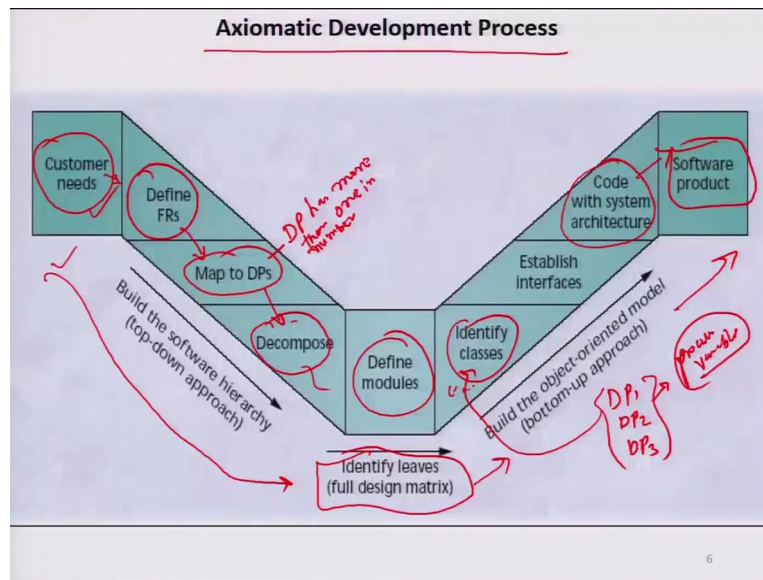 Axiomatic Development Process
Customer
needs
Define
FRs
Map to DPs
Decompose
Define
modules
Identify
classes
Establish
interfaces
Code
with system
architecture
Software
product
DP has more
than one in
number
Build the software hierarchy
(top-down approach)
Identify leaves
(full design matrix)
Build the object-oriented model
(bottom-up approach)
DP1
DP2
DP3
variable
6